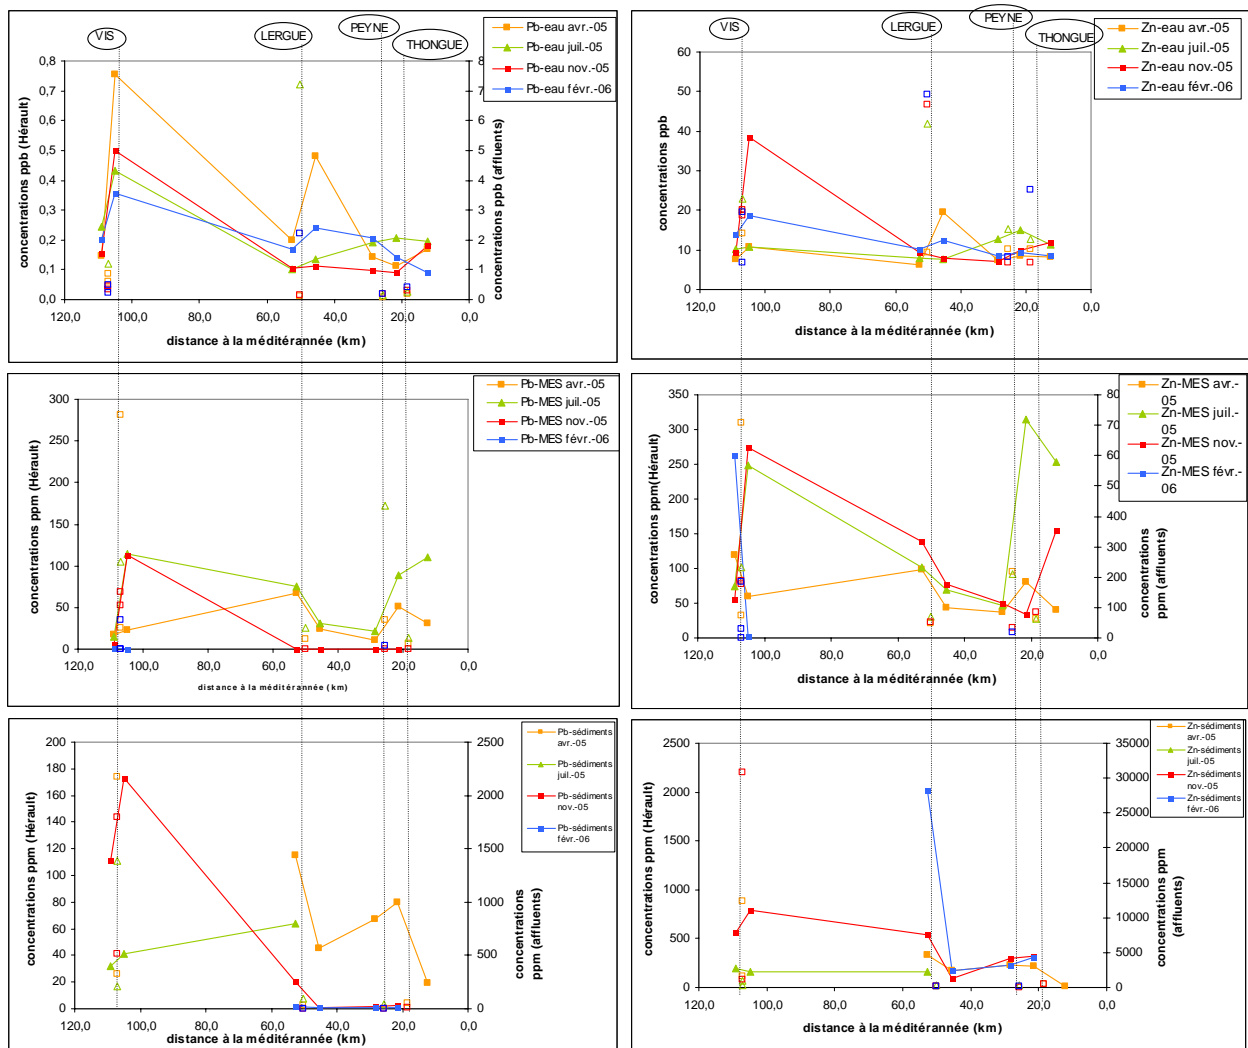 VIS
LERGUE
PEYNE
THONGUE
Pb-eau avr.-05
Pb-eau juil.-05
Pb-eau nov.-05
Pb-eau févr.-06
concentrations ppb (Hérault)
0,8
0,7
0,6
0,5
0,4
0,3
0,2
0,1
0,0
8
7
6
5
4
3
2
1
0
concentrations ppb (affluents)
120,0 100,0 80,0 60,0 40,0 20,0 0,0
distance à la méditérannée (km)
VIS
LERGUE
PEYNE
THONGUE
Zn-eau avr.-05
Zn-eau juil.-05
Zn-eau nov.-05
Zn-eau févr.-06
concentrations ppb
60
50
40
30
20
10
0
120,0 100,0 80,0 60,0 40,0 20,0 0,0
distance à la méditérannée (km)
Pb-MES avr.-05
Pb-MES juil.-05
Pb-MES nov.-05
Pb-MES févr.-06
concentrations ppm (Hérault)
300
250
200
150
100
50
0
120,0 100,0 80,0 60,0 40,0 20,0 0,0
distance à la méditérannée (km)
Zn-MES avr.-
05
Zn-MES juil.-
05
Zn-MES nov.-
05
Zn-MES févr.-
06
concentrations ppm(Hérault)
350
300
250
200
150
100
50
0
80
70
60
500
400
300
200
100
0
concentrations
ppm (affluents)
120,0 100,0 80,0 60,0 40,0 20,0 0,0
distance à la méditérannée (km)
Pb-sédiments
avr.-05
Pb-sédiments
juil.-05
Pb-sédiments
nov.-05
Pb-sédiments
févr.-06
concentrations ppm (Hérault)
200
180
160
140
120
100
80
60
40
20
0
2500
2000
1500
1000
500
0
concentrations
ppm (affluents)
120,0 100,0 80,0 60,0 40,0 20,0 0,0
distance à la méditérannée (km)
Zn-sédiments
avr.-05
Zn-sédiments
juil.-05
Zn-sédiments
nov.-05
Zn-sédiments
févr.-06
concentrations ppm (Hérault)
2500
2000
1500
1000
500
0
35000
30000
25000
20000
15000
10000
5000
0
concentrations ppm
(affluents)
120,0 100,0 80,0 60,0 40,0 20,0 0,0
distance à la méditérannée (km)